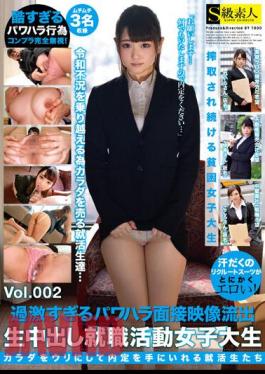 酷すぎる
パワハラ行為
コンプラ完全無視!
ムチムチ
3名
収録
S級素人
搾取され続ける貧困女子大生
令和不況を乗り越える為カラダを売る就活生達…
Vol.002
過激すぎるパワハラ面接映像流出
生中出し就職活動女子大生
カラダをウリにして内定を手にいれる就活生たち
汗だくの
リクルートスーツが
とにかく
エロい!